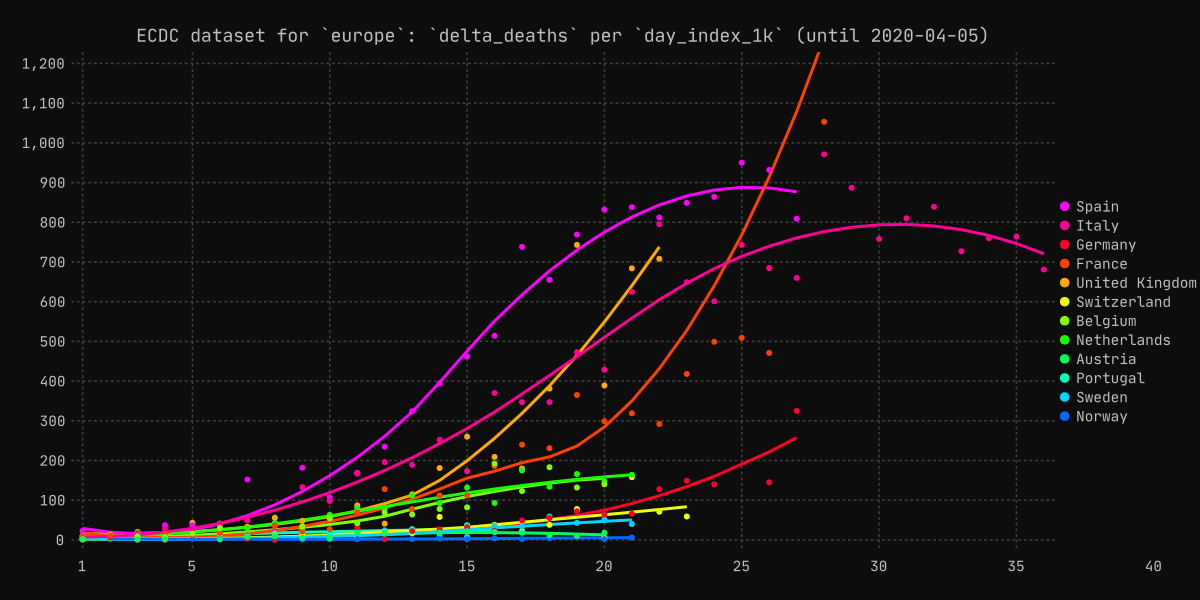 ECDC dataset for `europe`: `delta_deaths` per `day_index_1k` (until 2020-04-05)
1,200
1,100
1,000
900
800
700
600
500
400
300
200
100
0
1 5 10 15 20 25 30 35 40
Spain
Italy
Germany
France
United Kingdom
Switzerland
Belgium
Netherlands
Austria
Portugal
Sweden
Norway